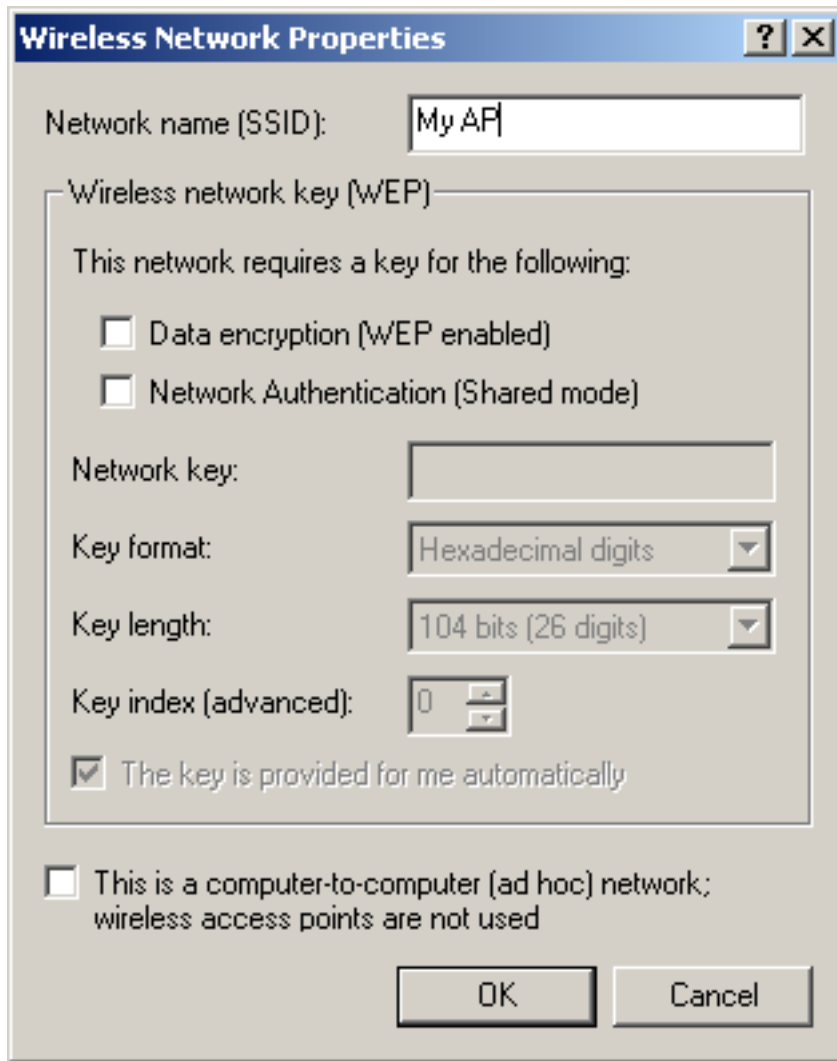 Wireless Network Properties
Network name (SSID): My AP
Wireless network key (WEP)
This network requires a key for the following:
Data encryption (WEP enabled)
Network Authentication (Shared mode)
Network key:
Key format: Hexadecimal digits
Key length: 104 bits (26 digits)
Key index (advanced): 0
The key is provided for me automatically
This is a computer-to-computer (ad hoc) network;
wireless access points are not used
OK Cancel